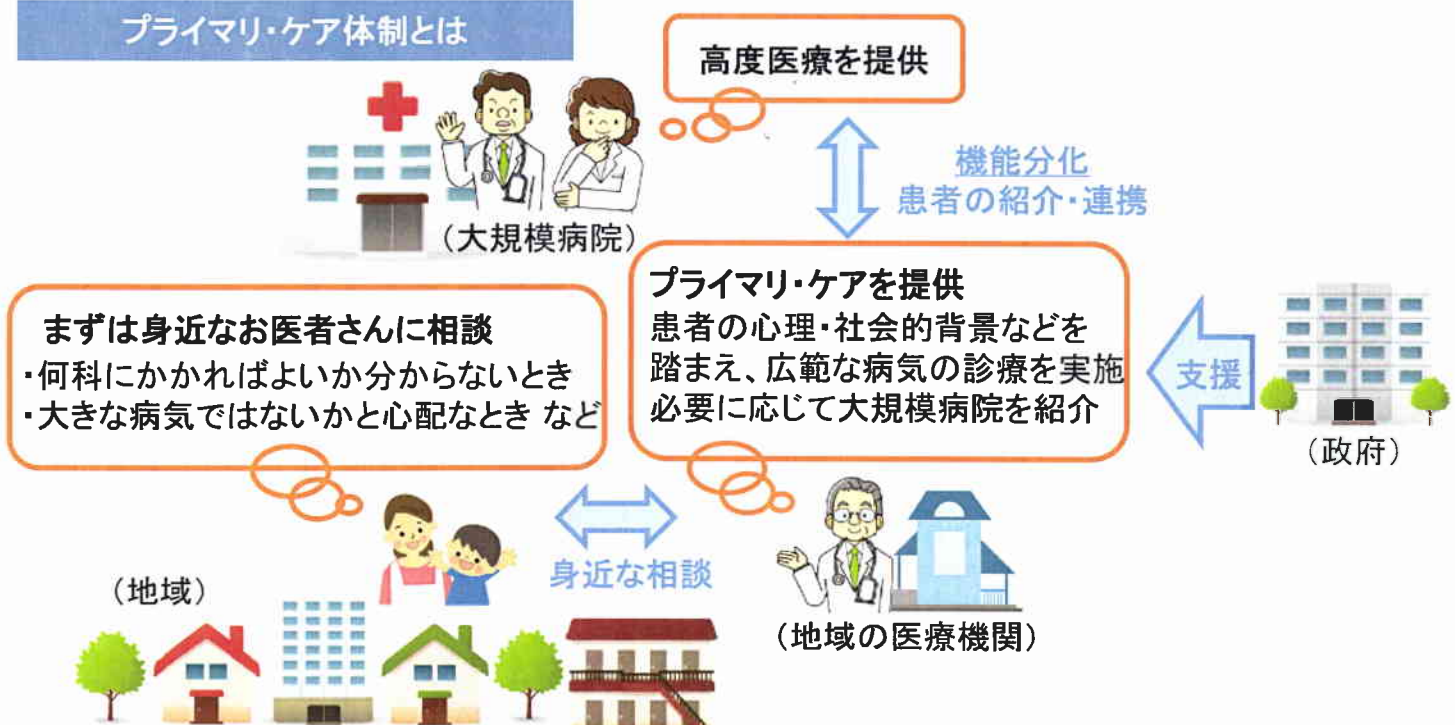 プライマリ・ケア体制とは
高度医療を提供
機能分化
患者の紹介・連携
(大規模病院)
プライマリ・ケアを提供
患者の心理・社会的背景などを
踏まえ、広範な病気の診療を実施
必要に応じて大規模病院を紹介
まずは身近なお医者さんに相談
・何科にかかればよいか分からないとき
・大きな病気ではないかと心配なとき など
支援
(政府)
身近な相談
(地域)
(地域の医療機関)